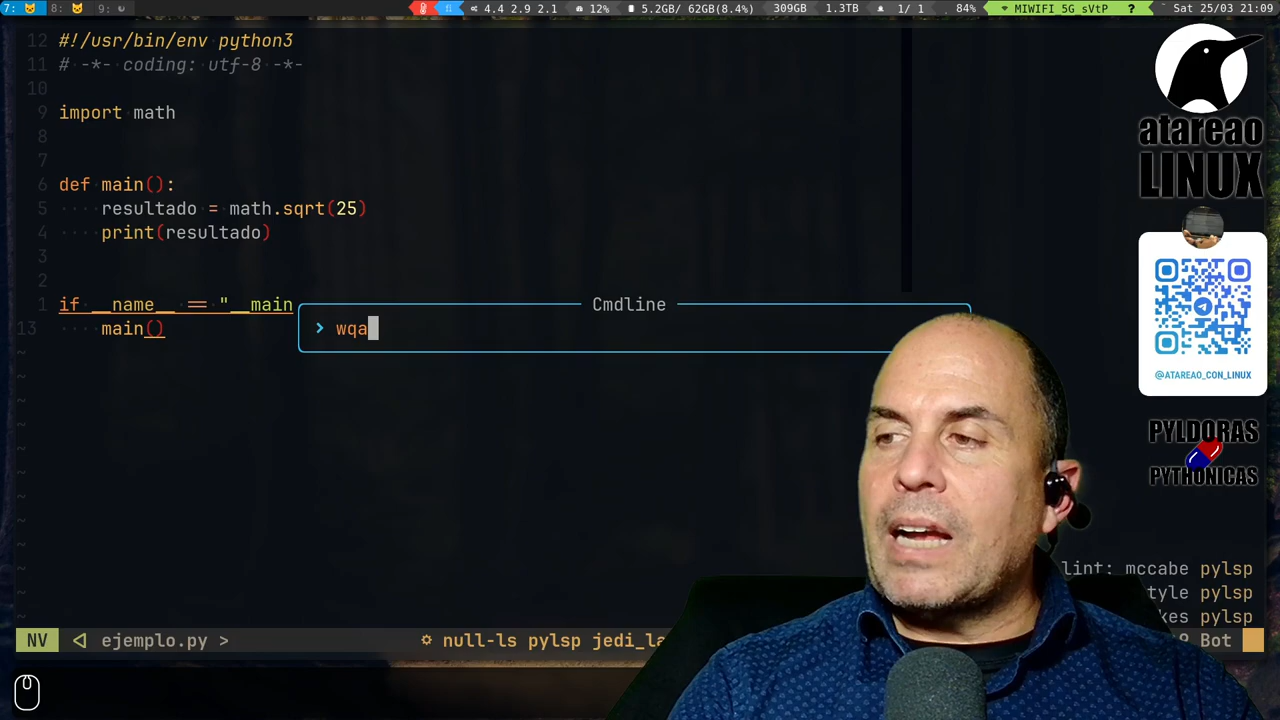 7: 8: 9: 4.4 2.9 2.1 12% 5.2GB/ 62GB(8.4%) 309GB 1.3TB 1/ 1 84% MIWIFI_5G_sVtP ? Sat 25/03 21:09
12 #!/usr/bin/env python3
11 # -*- coding: utf-8 -*-
10
9 import math
8
7
6 def main():
5 resultado = math.sqrt(25)
4 print(resultado)
3
2
1 if __name__ == "__main
13 main()
Cmdline
> wqa
atareao
LINUX
@ATAREAO_CON_LINUX
PYLDORAS
PYTHONICAS
lint: mccabe pylsp
tyle pylsp
kes pylsp
NV ejemplo.py > null-ls pylsp jedi_la Bot